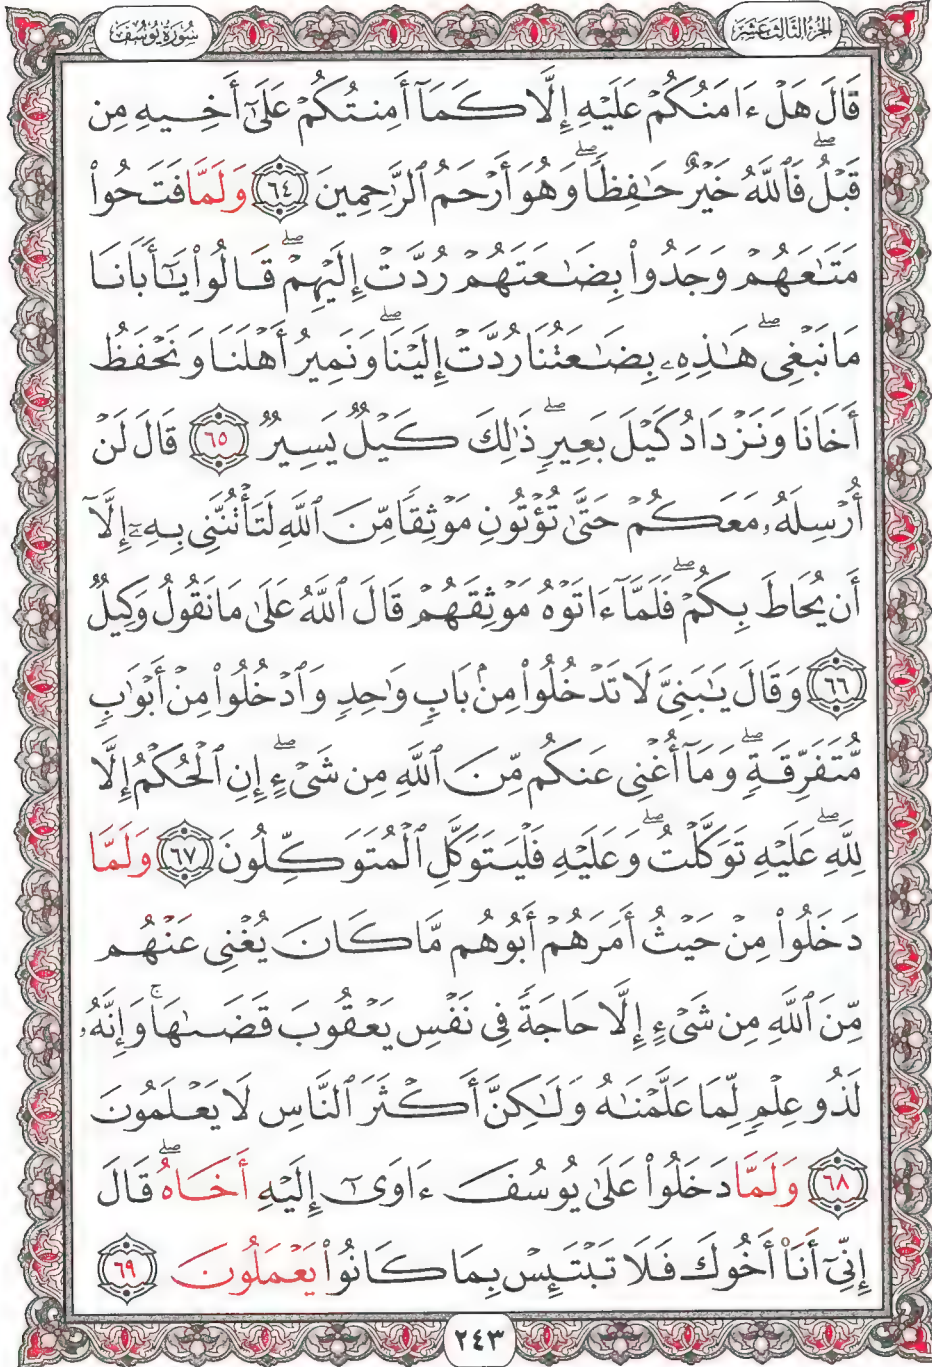 الجزء الثالث عشر
سورة يوسف
قَالَ هَلْ ءَامَنُكُمْ عَلَيْهِ إِلَّا كَمَآ أَمِنتُكُمْ عَلَىٰٓ أَخِيهِ مِن
قَبْلُۖ فَٱللَّهُ خَيْرٌ حَٰفِظًاۖ وَهُوَ أَرْحَمُ ٱلرَّٰحِمِينَ ٦٤ وَلَمَّا فَتَحُوا۟
مَتَٰعَهُمْ وَجَدُوا۟ بِضَٰعَتَهُمْ رُدَّتْ إِلَيْهِمْۖ قَالُوا۟ يَٰٓأَبَانَا
مَا نَبْغِىۖ هَٰذِهِۦ بِضَٰعَتُنَا رُدَّتْ إِلَيْنَاۖ وَنَمِيرُ أَهْلَنَا وَنَحْفَظُ
أَخَانَا وَنَزْدَادُ كَيْلَ بَعِيرٍۖ ذَٰلِكَ كَيْلٌ يَسِيرٌ ٦٥ قَالَ لَنْ
أُرْسِلَهُۥ مَعَكُمْ حَتَّىٰ تُؤْتُونِ مَوْثِقًا مِّنَ ٱللَّهِ لَتَأْتُنَّنِى بِهِۦٓ إِلَّآ
أَن يُحَاطَ بِكُمْۖ فَلَمَّآ ءَاتَوْهُ مَوْثِقَهُمْ قَالَ ٱللَّهُ عَلَىٰ مَا نَقُولُ وَكِيلٌ
٦٦ وَقَالَ يَٰبَنِىَّ لَا تَدْخُلُوا۟ مِنۢ بَابٍ وَٰحِدٍ وَٱدْخُلُوا۟ مِنْ أَبْوَٰبٍ
مُّتَفَرِّقَةٍۖ وَمَآ أُغْنِى عَنكُم مِّنَ ٱللَّهِ مِن شَىْءٍۖ إِنِ ٱلْحُكْمُ إِلَّا
لِلَّهِۖ عَلَيْهِ تَوَكَّلْتُۖ وَعَلَيْهِ فَلْيَتَوَكَّلِ ٱلْمُتَوَكِّلُونَ ٦٧ وَلَمَّا
دَخَلُوا۟ مِنْ حَيْثُ أَمَرَهُمْ أَبُوهُم مَّا كَانَ يُغْنِى عَنْهُم
مِّنَ ٱللَّهِ مِن شَىْءٍ إِلَّا حَاجَةً فِى نَفْسِ يَعْقُوبَ قَضَىٰهَاۚ وَإِنَّهُۥ
لَذُو عِلْمٍ لِّمَا عَلَّمْنَٰهُ وَلَٰكِنَّ أَكْثَرَ ٱلنَّاسِ لَا يَعْلَمُونَ
٦٨ وَلَمَّا دَخَلُوا۟ عَلَىٰ يُوسُفَ ءَاوَىٰٓ إِلَيْهِ أَخَاهُۖ قَالَ
إِنِّىٓ أَنَا۠ أَخُوكَ فَلَا تَبْتَئِسْ بِمَا كَانُوا۟ يَعْمَلُونَ ٦٩
٢٤٣